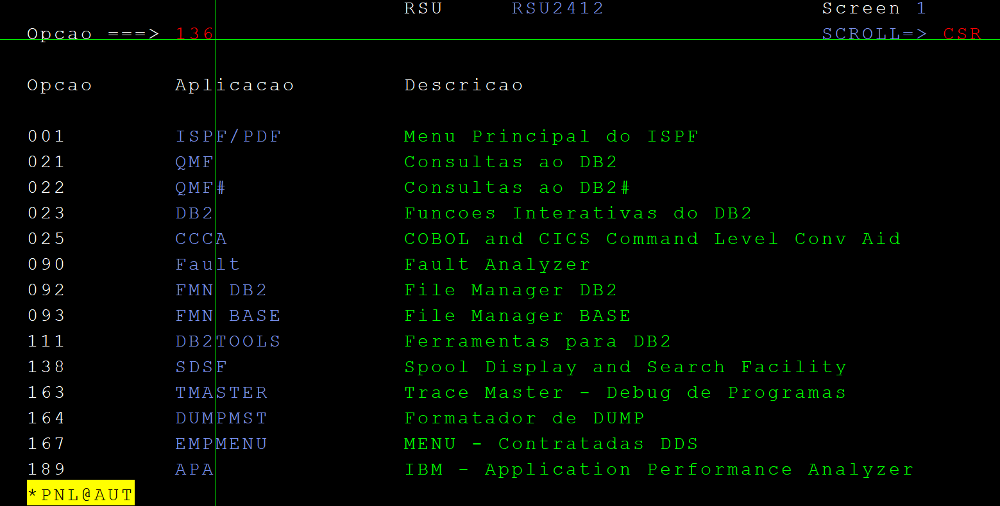 RSU RSU2412 Screen 1
Opcao ===> 136 SCROLL=> CSR
Opcao Aplicacao Descricao
001 ISPF/PDF Menu Principal do ISPF
021 QMF Consultas ao DB2
022 QMF# Consultas ao DB2#
023 DB2 Funcoes Interativas do DB2
025 CCCA COBOL and CICS Command Level Conv Aid
090 Fault Fault Analyzer
092 FMN DB2 File Manager DB2
093 FMN BASE File Manager BASE
111 DB2TOOLS Ferramentas para DB2
138 SDSF Spool Display and Search Facility
163 TMASTER Trace Master - Debug de Programas
164 DUMPMST Formatador de DUMP
167 EMPMENU MENU - Contratadas DDS
189 APA IBM - Application Performance Analyzer
*PNL@AUT